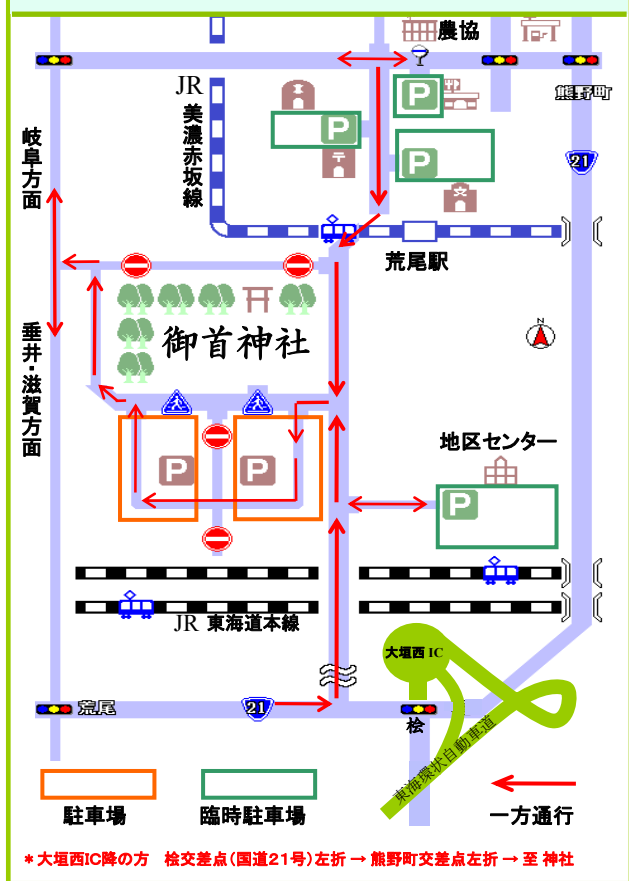 農協
熊野町
JR
美濃赤坂線
P
P
P
21
岐阜方面
荒尾駅
N
御首神社
垂井・滋賀方面
地区センター
P
P
P
JR 東海道本線
大垣西 IC
荒尾
21
桧
東海環状自動車道
駐車場
臨時駐車場
一方通行
*大垣西IC降の方 桧交差点(国道21号)左折→熊野町交差点左折→至 神社